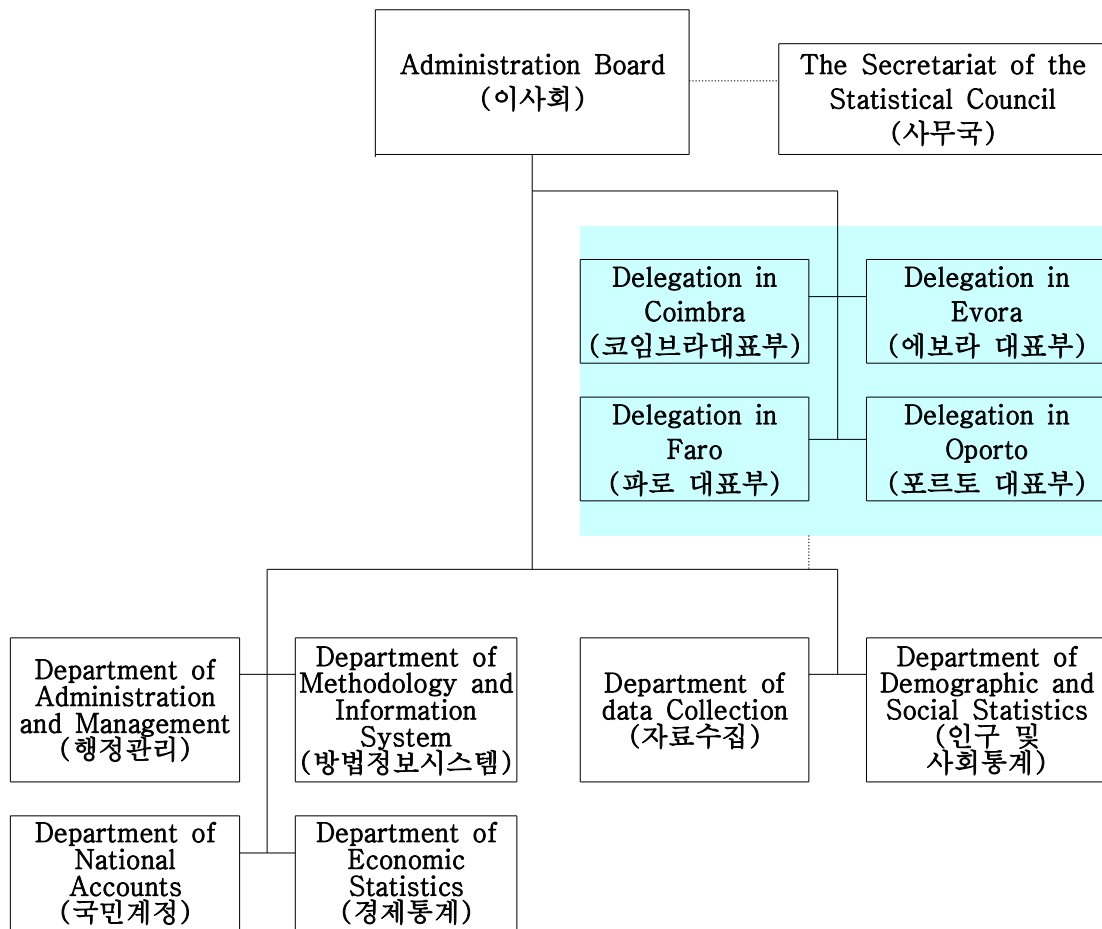 Administration Board
(이사회)
The Secretariat of the
Statistical Council
(사무국)
Delegation in
Coimbra
(코임브라대표부)
Delegation in
Evora
(에보라 대표부)
Delegation in
Faro
(파로 대표부)
Delegation in
Oporto
(포르토 대표부)
Department of
Administration
and Management
(행정관리)
Department of
Methodology and
Information
System
(방법정보시스템)
Department of
data Collection
(자료수집)
Department of
Demographic and
Social Statistics
(인구 및
사회통계)
Department of
National
Accounts
(국민계정)
Department of
Economic
Statistics
(경제통계)